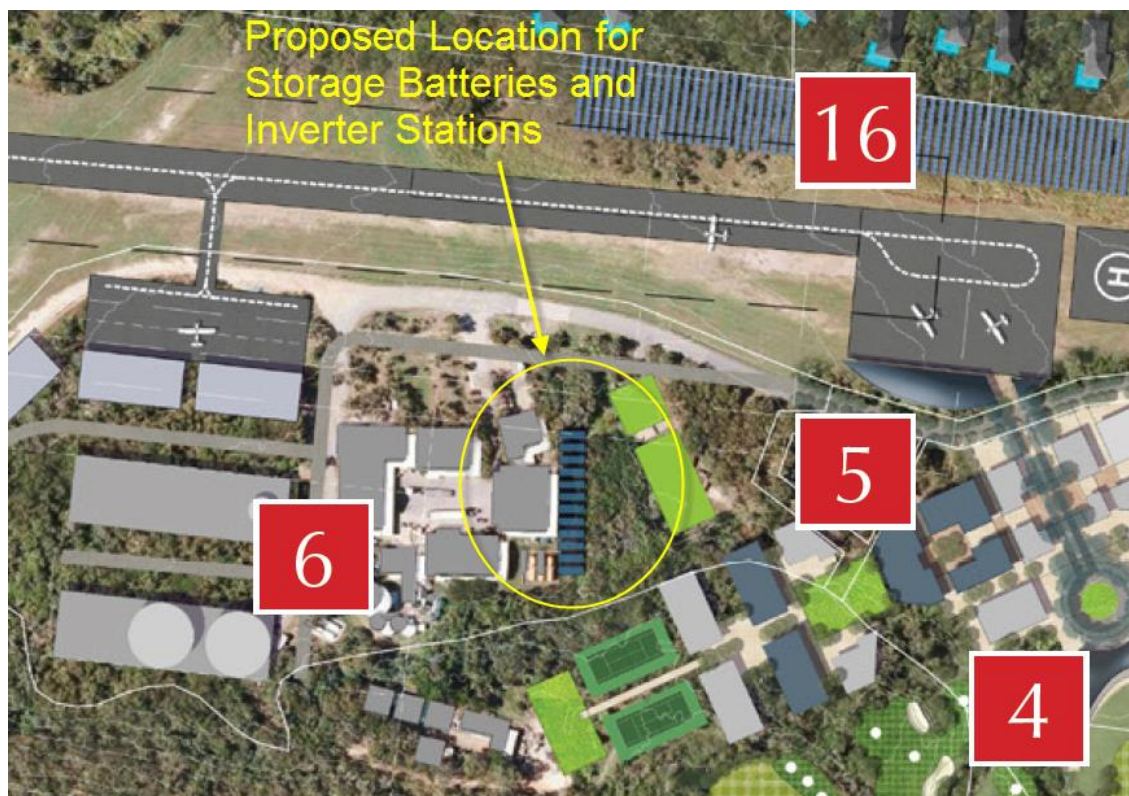 Proposed Location for
Storage Batteries and
Inverter Stations
16
H
5
6
4